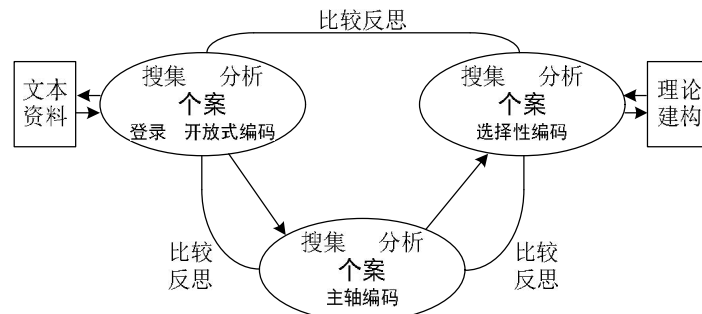 比较反思
搜集 分析
个案
登录 开放式编码
文本
资料
搜集 分析
个案
选择性编码
理论
建构
搜集 分析
个案
主轴编码
比较
反思
比较
反思